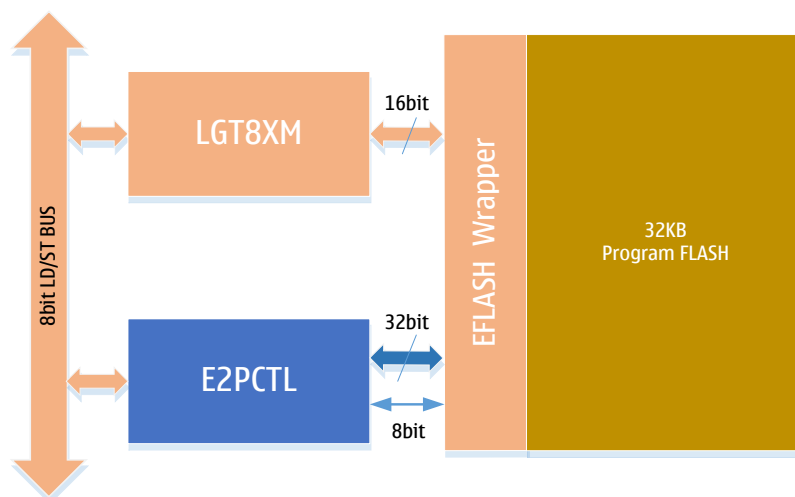 8bit LD/ST BUS
LGT8XM
16bit
E2PCTL
32bit
8bit
EFLASH Wrapper
32KB
Program FLASH